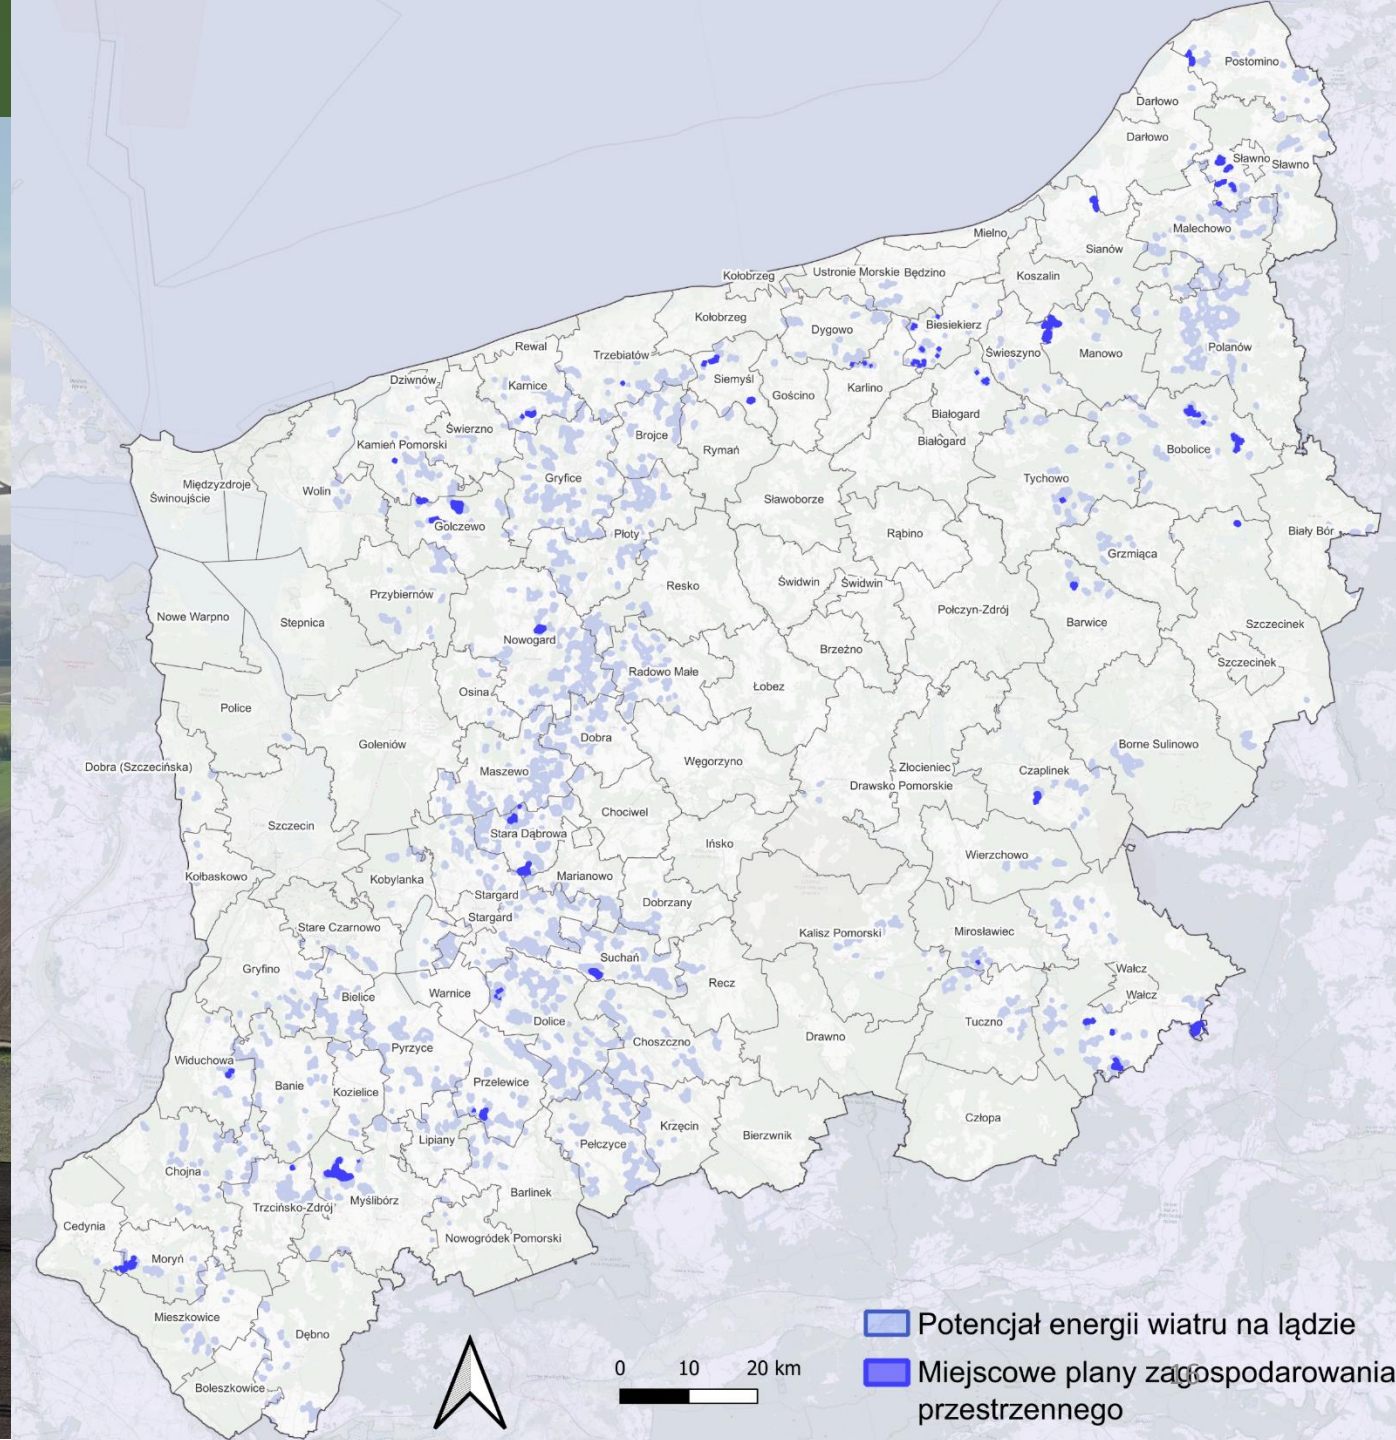 Postomino
Darłowo
Darłowo
Sławno
Sławno
Malechowo
Mielno
Sianów
Kołobrzeg
Ustronie Morskie
Będzino
Koszalin
Kołobrzeg
Dygowo
Biesiekierz
Świeszyno
Manowo
Polanów
Rewal
Trzebiatów
Dziwnów
Karnice
Siemyśl
Gościno
Karlino
Białogard
Świerzno
Brojce
Rymań
Białogard
Bobolice
Kamień Pomorski
Międzyzdroje
Świnoujście
Wolin
Gryfice
Tychowo
Sławoborze
Golczewo
Płoty
Rąbino
Biały Bór
Grzmiąca
Przybiernów
Resko
Świdwin
Świdwin
Połczyn-Zdrój
Nowe Warpno
Stepnica
Barwice
Szczecinek
Nowogard
Brzeżno
Szczecinek
Radowo Małe
Łobez
Osina
Police
Goleniów
Dobra
Borne Sulinowo
Dobra (Szczecińska)
Maszewo
Węgorzyno
Złocieniec
Czaplinek
Drawsko Pomorskie
Chociwel
Szczecin
Stara Dąbrowa
Ińsko
Wierzchowo
Kołbaskowo
Kobylanka
Marianowo
Stargard
Dobrzany
Stargard
Stare Czarnowo
Kalisz Pomorski
Mirosławiec
Suchań
Gryfino
Wałcz
Recz
Bielice
Warnice
Wałcz
Dolice
Tuczno
Drawno
Choszczno
Pyrzyce
Widuchowa
Banie
Kozielice
Przelewice
Człopa
Krzęcin
Bierzwnik
Lipiany
Pełczyce
Chojna
Barlinek
Myślibórz
Trzcińsko-Zdrój
Cedynia
Nowogródek Pomorski
Moryń
Mieszkowice
Dębno
Boleszkowice
0 10 20 km
Potencjał energii wiatru na lądzie
Miejscowe plany zagospodarowania
przestrzennego
16